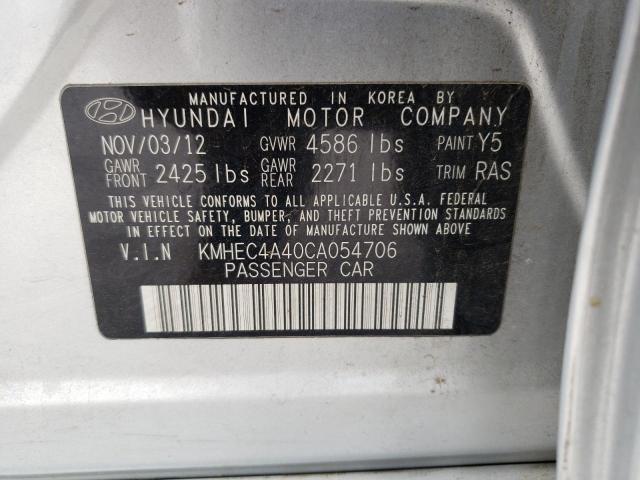 MANUFACTURED IN KOREA BY
HYUNDAI MOTOR COMPANY
NOV/03/12 GVWR 4586 lbs PAINT Y5
GAWR FRONT 2425 lbs GAWR REAR 2271 lbs TRIM RAS
THIS VEHICLE CONFORMS TO ALL APPLICABLE U.S.A. FEDERAL
MOTOR VEHICLE SAFETY, BUMPER, AND THEFT PREVENTION STANDARDS
IN EFFECT ON THE DATE OF MANUFACTURE SHOWN ABOVE
V.I.N KMHEC4A40CA054706
PASSENGER CAR